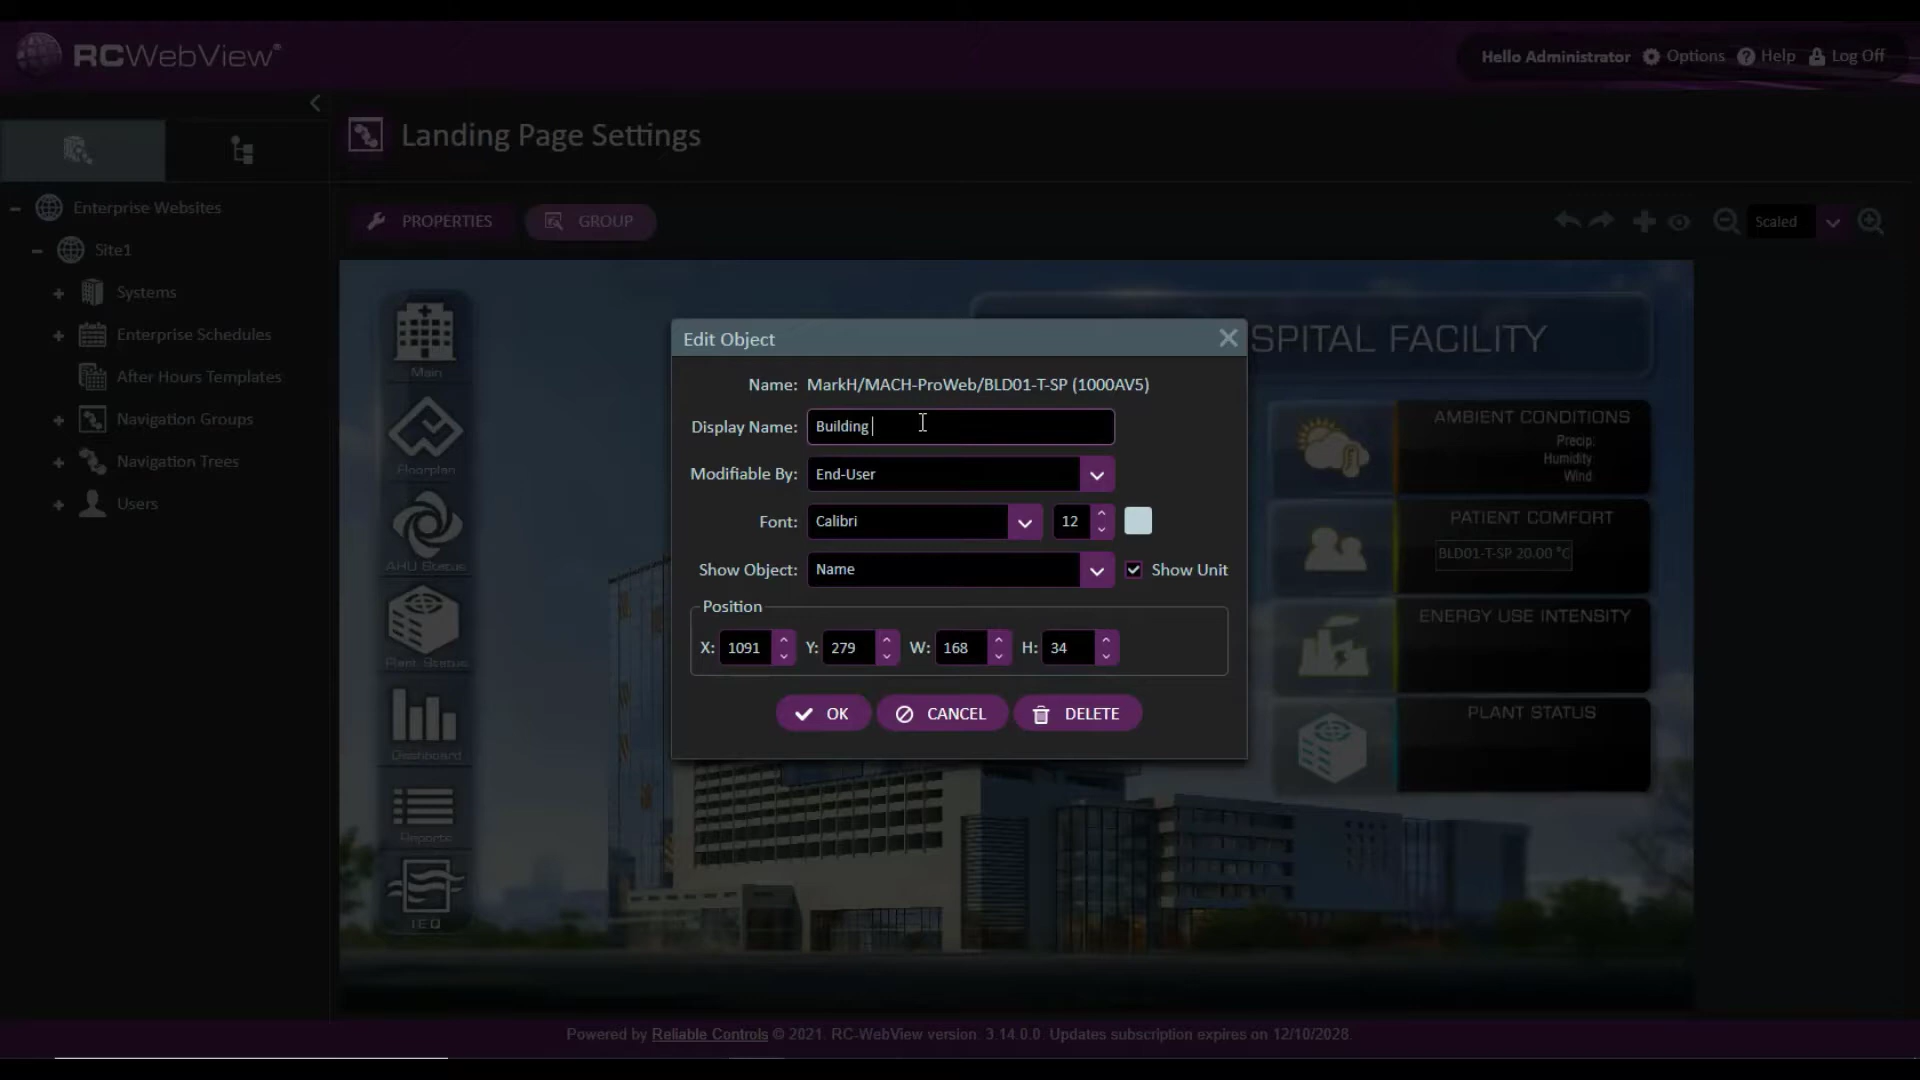 RCWebView®
Hello Administrator Options Help Log Off
Landing Page Settings
Enterprise Websites
Site1
Systems
Enterprise Schedules
After Hours Templates
Navigation Groups
Navigation Trees
Users
PROPERTIES
GROUP
Scaled
Main
Floorplan
AHU Status
Plant Status
Dashboard
Reports
IEQ
SPITAL FACILITY
AMBIENT CONDITIONS
Precip:
Humidity
Wind
PATIENT COMFORT
BLD01-T-SP 20.00 °C
ENERGY USE INTENSITY
PLANT STATUS
Edit Object
Name: MarkH/MACH-ProWeb/BLD01-T-SP (1000AV5)
Display Name: Building
Modifiable By: End-User
Font: Calibri 12
Show Object: Name Show Unit
Position
X: 1091 Y: 279 W: 168 H: 34
OK CANCEL DELETE
Powered by Reliable Controls © 2021. RC-WebView version. 3.14.0.0. Updates subscription expires on 12/10/2028.